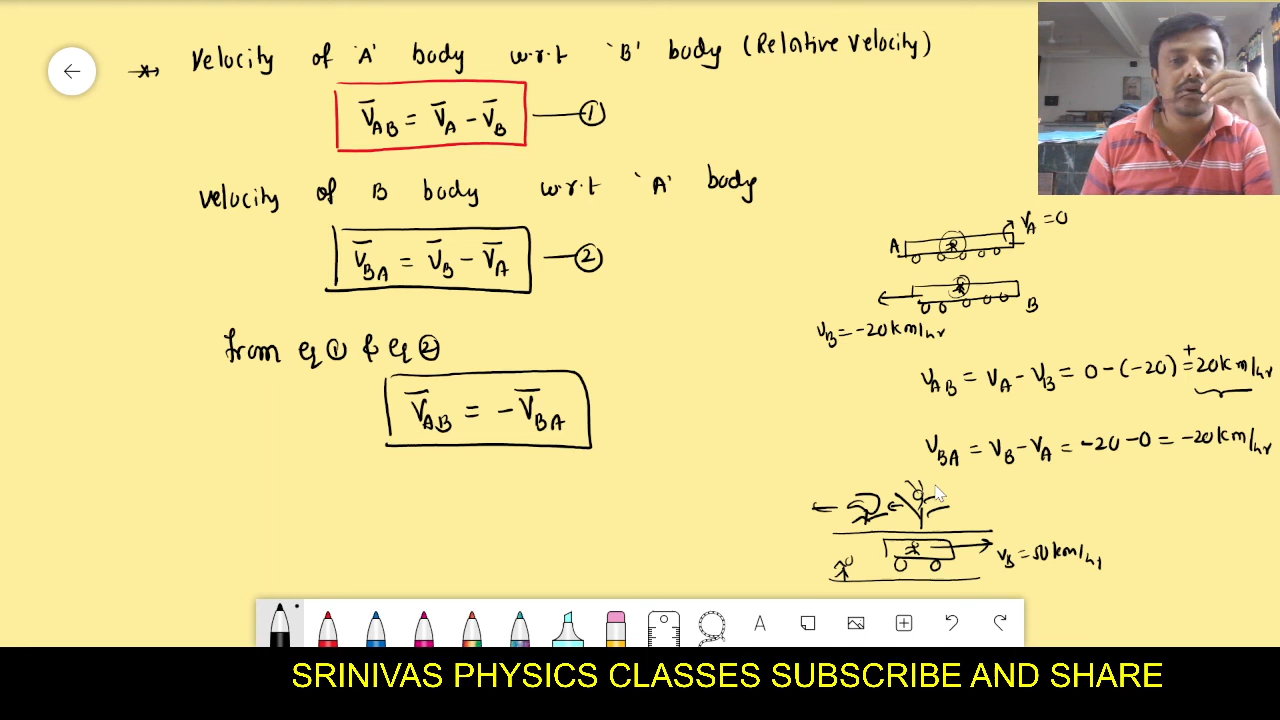 Velocity of 'A' body w.r.t 'B' body (Relative Velocity)
V̅AB = V̅A - V̅B — ①
Velocity of B body w.r.t 'A' body
V̅BA = V̅B - V̅A — ②
from eq ① & eq ②
V̅AB = - V̅BA
A VA = 0
B
VB = -20 km/hr
VAB = VA - VB = 0 - (-20) = +20 km/hr
VBA = VB - VA = -20 - 0 = -20 km/hr
VB = 50 km/hr
A
SRINIVAS PHYSICS CLASSES SUBSCRIBE AND SHARE